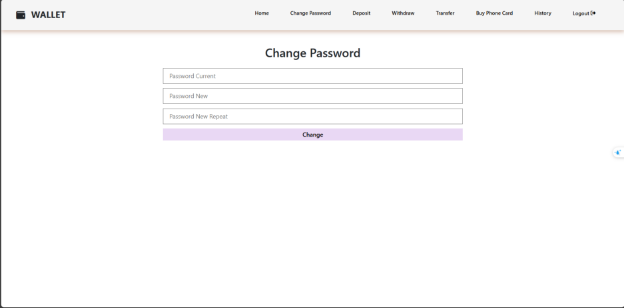 WALLET Home Change Password Deposit Withdraw Transfer Buy Phone Card History Logout
Change Password
Password Current
Password New
Password New Repeat
Change